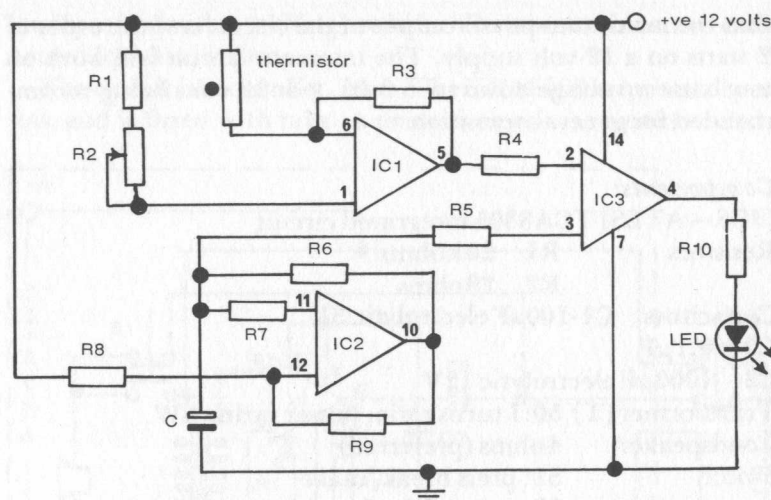 +ve 12 volts
R1
thermistor
R3
6
14
R2
5
R4
2
IC1
4
1
R5
IC3
3
7
R6
R10
11
R7
10
IC2
LED
R8
12
C
R9